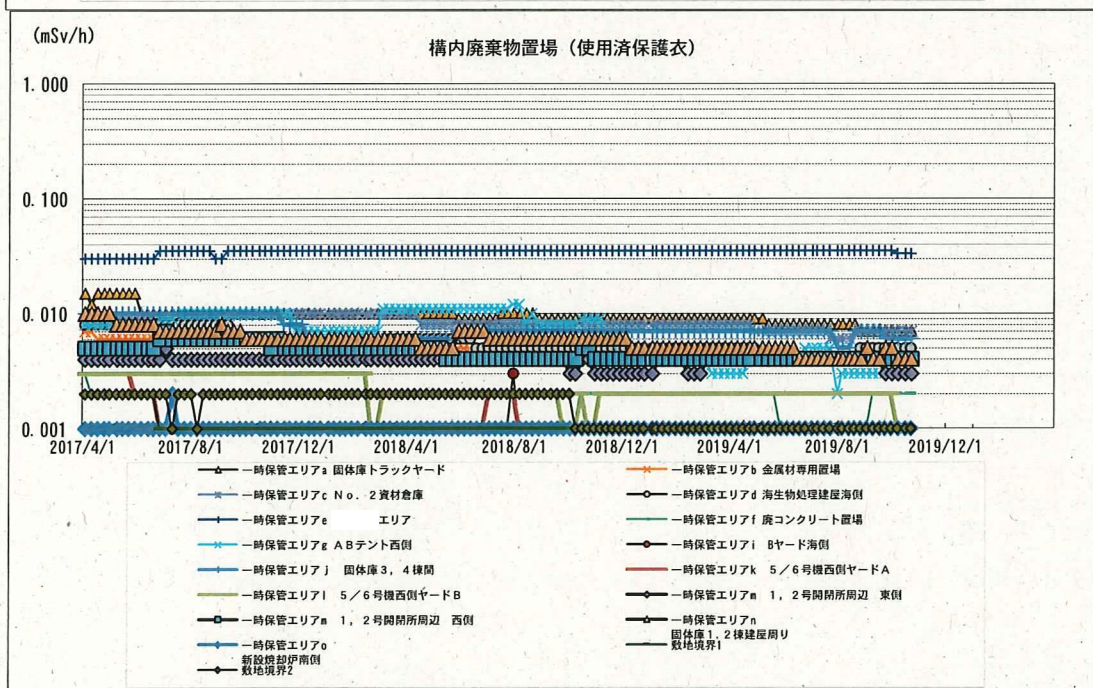 (mSv/h)
構内廃棄物置場（使用済保護衣）
1.000
0.100
0.010
0.001
2017/4/1 2017/8/1 2017/12/1 2018/4/1 2018/8/1 2018/12/1 2019/4/1 2019/8/1 2019/12/1
一時保管エリアa 固体庫トラックヤード
一時保管エリアb 金属材専用置場
一時保管エリアc No．2資材倉庫
一時保管エリアd 海生物処理建屋海側
一時保管エリアe エリア
一時保管エリアf 廃コンクリート置場
一時保管エリアg ABテント西側
一時保管エリアi Bヤード海側
一時保管エリアj 固体庫3，4棟間
一時保管エリアk 5／6号機西側ヤードA
一時保管エリアl 5／6号機西側ヤードB
一時保管エリアm 1，2号開閉所周辺 東側
一時保管エリアm 1，2号開閉所周辺 西側
一時保管エリアn
固体庫1，2棟建屋周り
一時保管エリアo
敷地境界1
新設焼却炉南側
敷地境界2